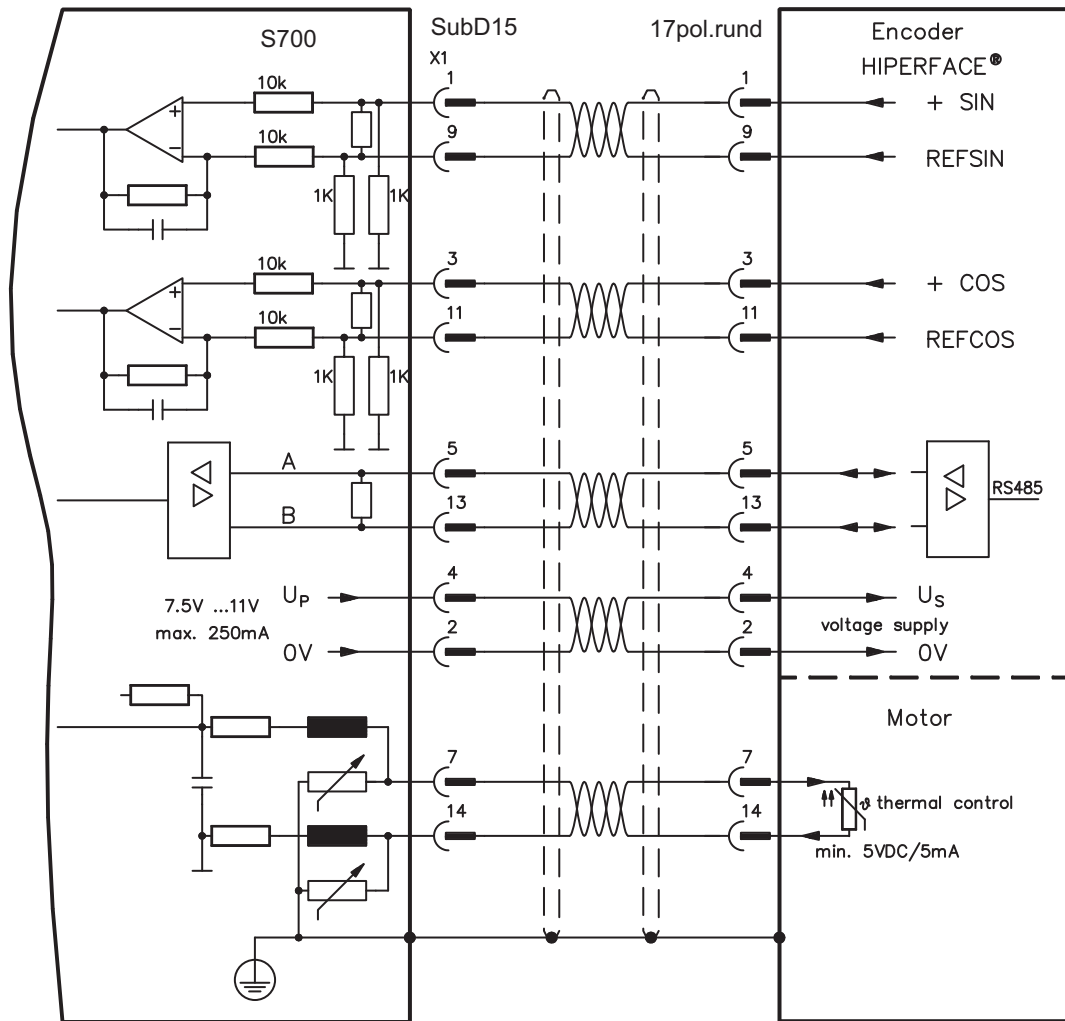 S700
SubD15
17pol.rund
Encoder
HIPERFACE®
X1
10k
1
1
+ SIN
10k
9
9
REFSIN
1K
1K
10k
3
3
+ COS
10k
11
11
REFCOS
1K
1K
A
5
5
RS485
B
13
13
7.5V ...11V
max. 250mA
UP
4
4
US
voltage supply
0V
2
2
0V
Motor
7
7
ϑ thermal control
14
14
min. 5VDC/5mA